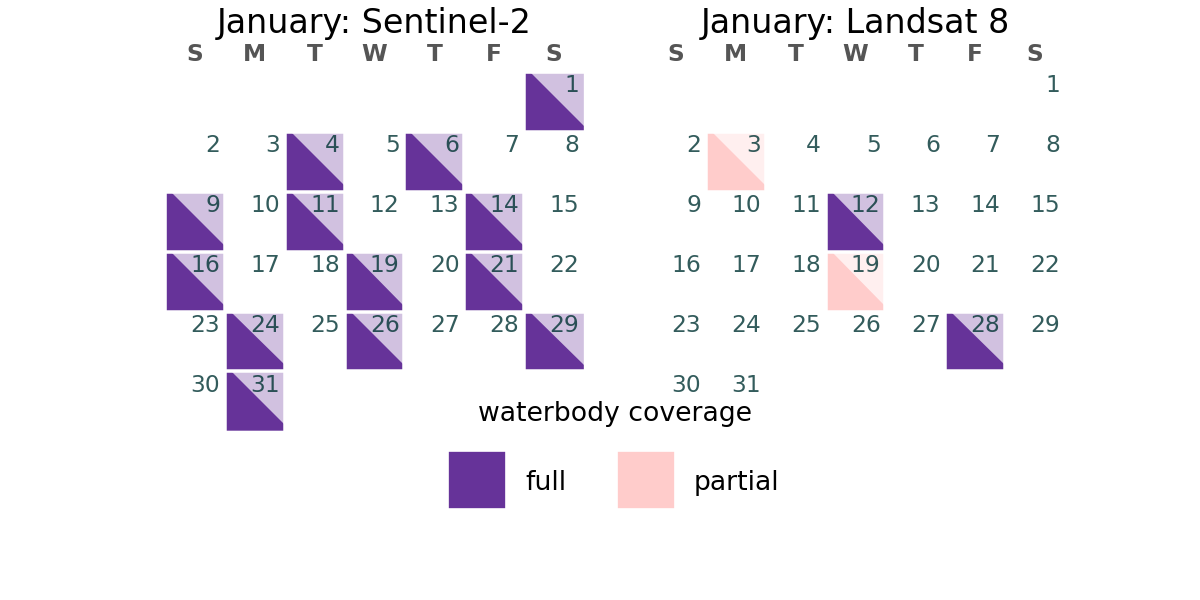 January: Sentinel-2
S M T W T F S
1
2 3 4 5 6 7 8
9 10 11 12 13 14 15
16 17 18 19 20 21 22
23 24 25 26 27 28 29
30 31
January: Landsat 8
S M T W T F S
1
2 3 4 5 6 7 8
9 10 11 12 13 14 15
16 17 18 19 20 21 22
23 24 25 26 27 28 29
30 31
waterbody coverage
full partial